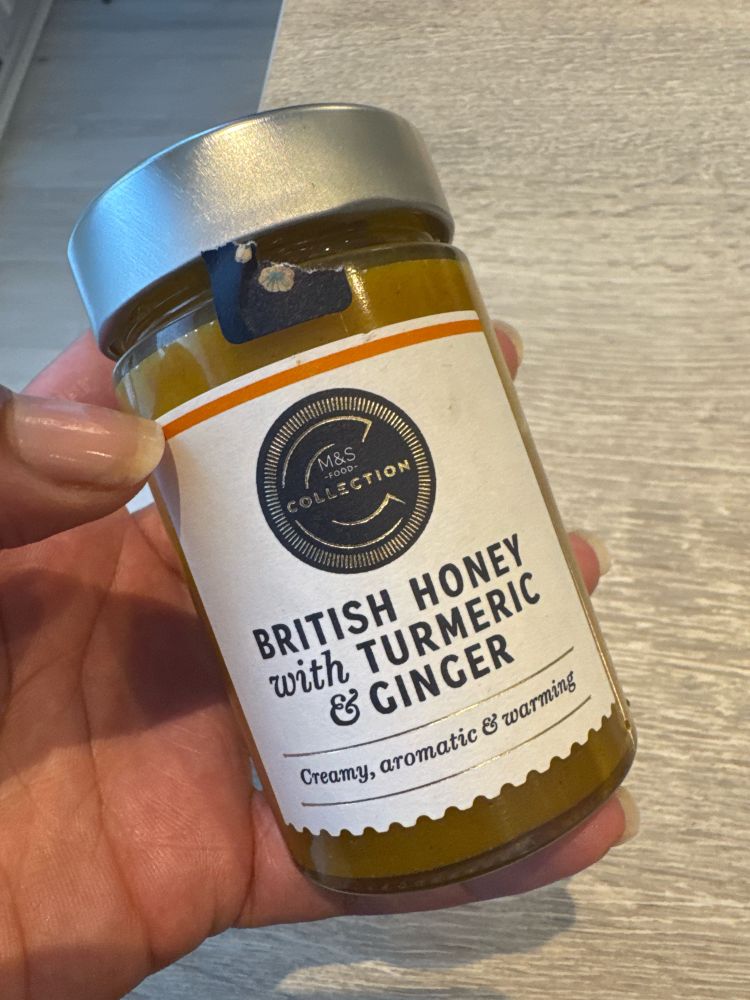 M&S
-FOOD-
COLLECTION
BRITISH HONEY
with TURMERIC
& GINGER
Creamy, aromatic & warming